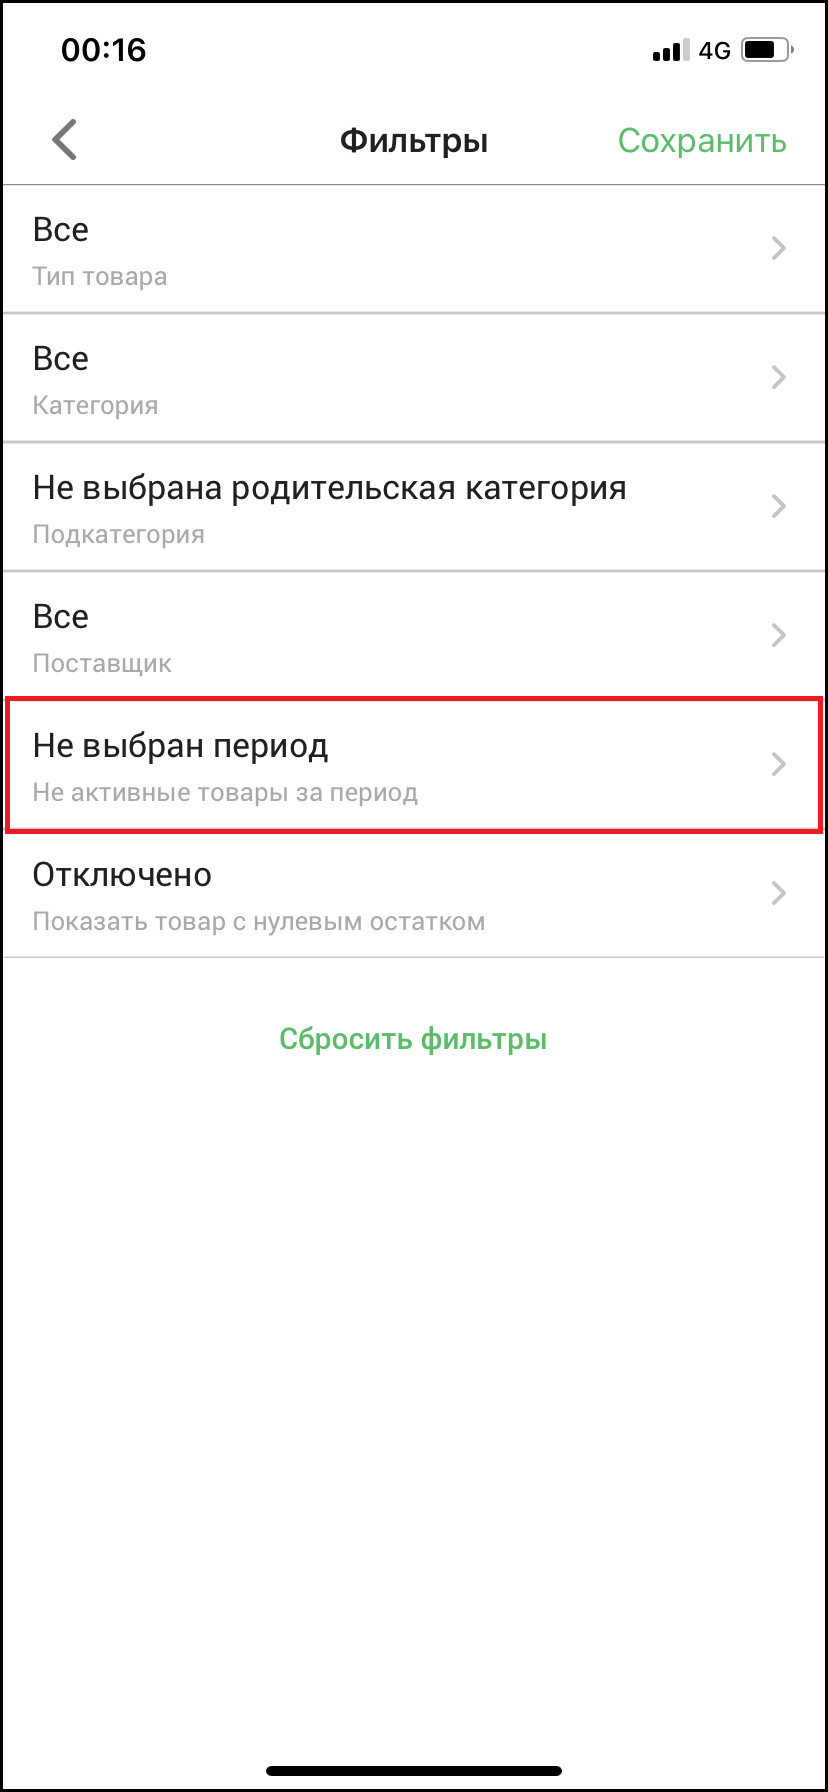 00:16
4G
Фильтры
Сохранить
Все
Тип товара
Все
Категория
Не выбрана родительская категория
Подкатегория
Все
Поставщик
Не выбран период
Не активные товары за период
Отключено
Показать товар с нулевым остатком
Сбросить фильтры